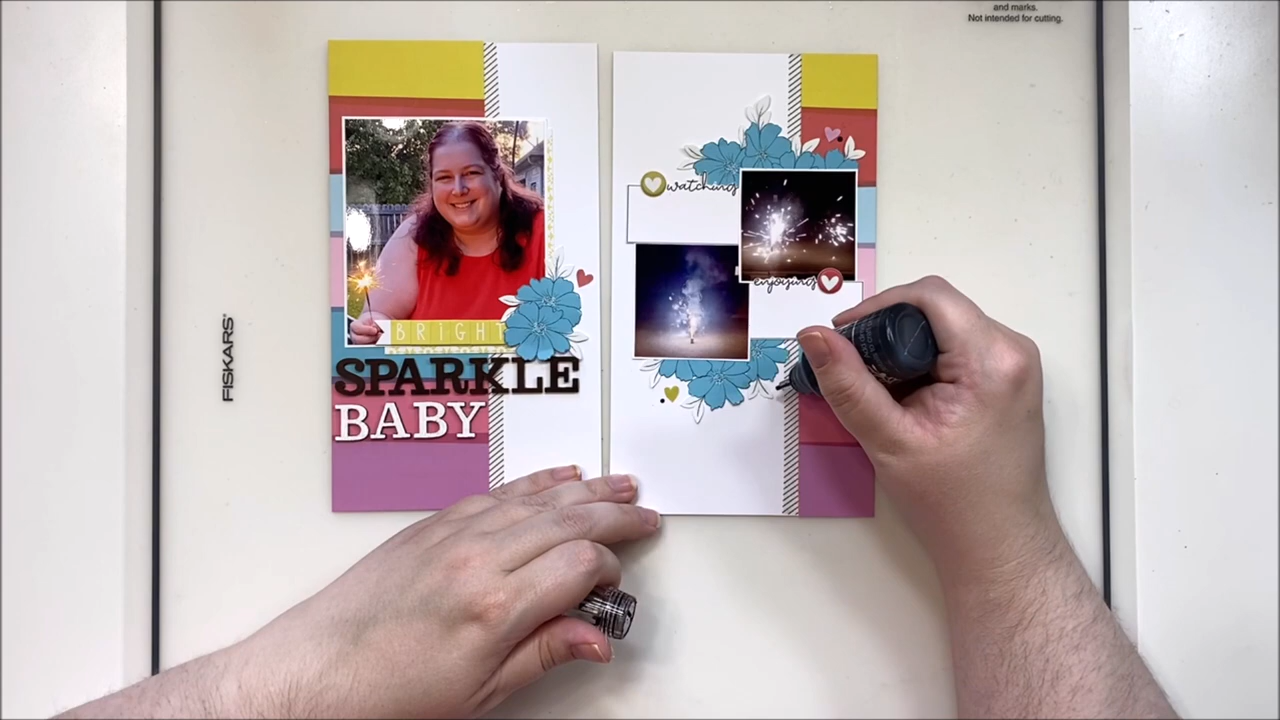 and marks.
Not intended for cutting.
FISKARS®
watching
enjoying
BRIGHT
SPARKLE
BABY